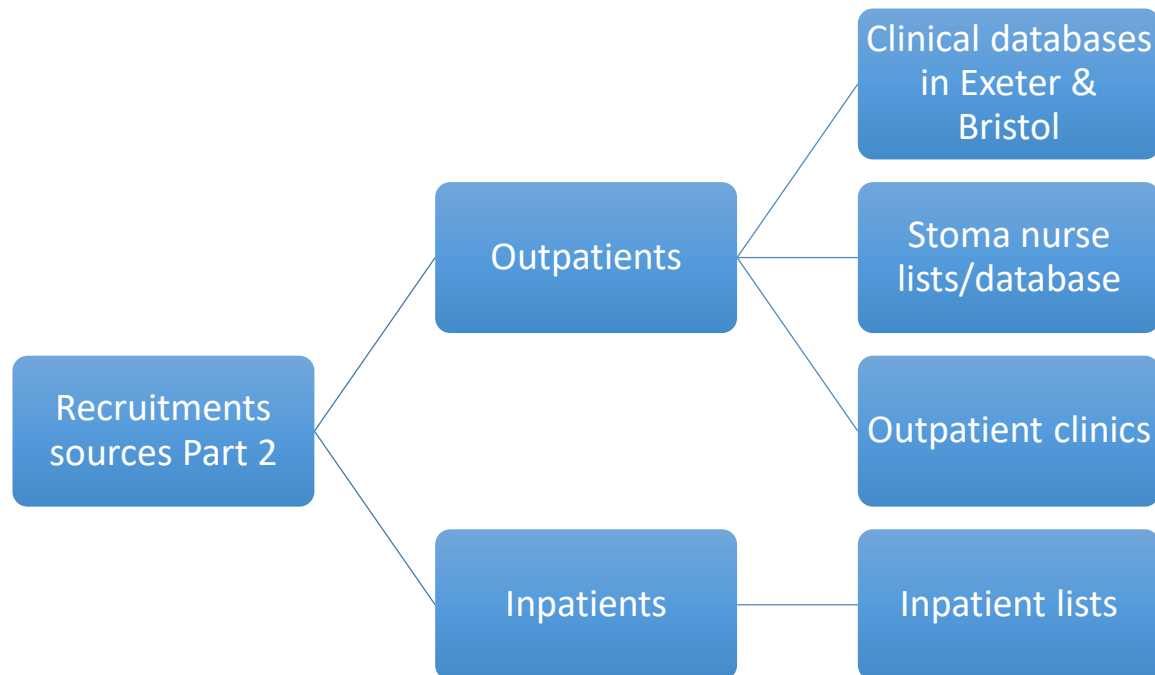 Recruitments
sources Part 2
Outpatients
Clinical databases
in Exeter &
Bristol
Stoma nurse
lists/database
Outpatient clinics
Inpatients
Inpatient lists